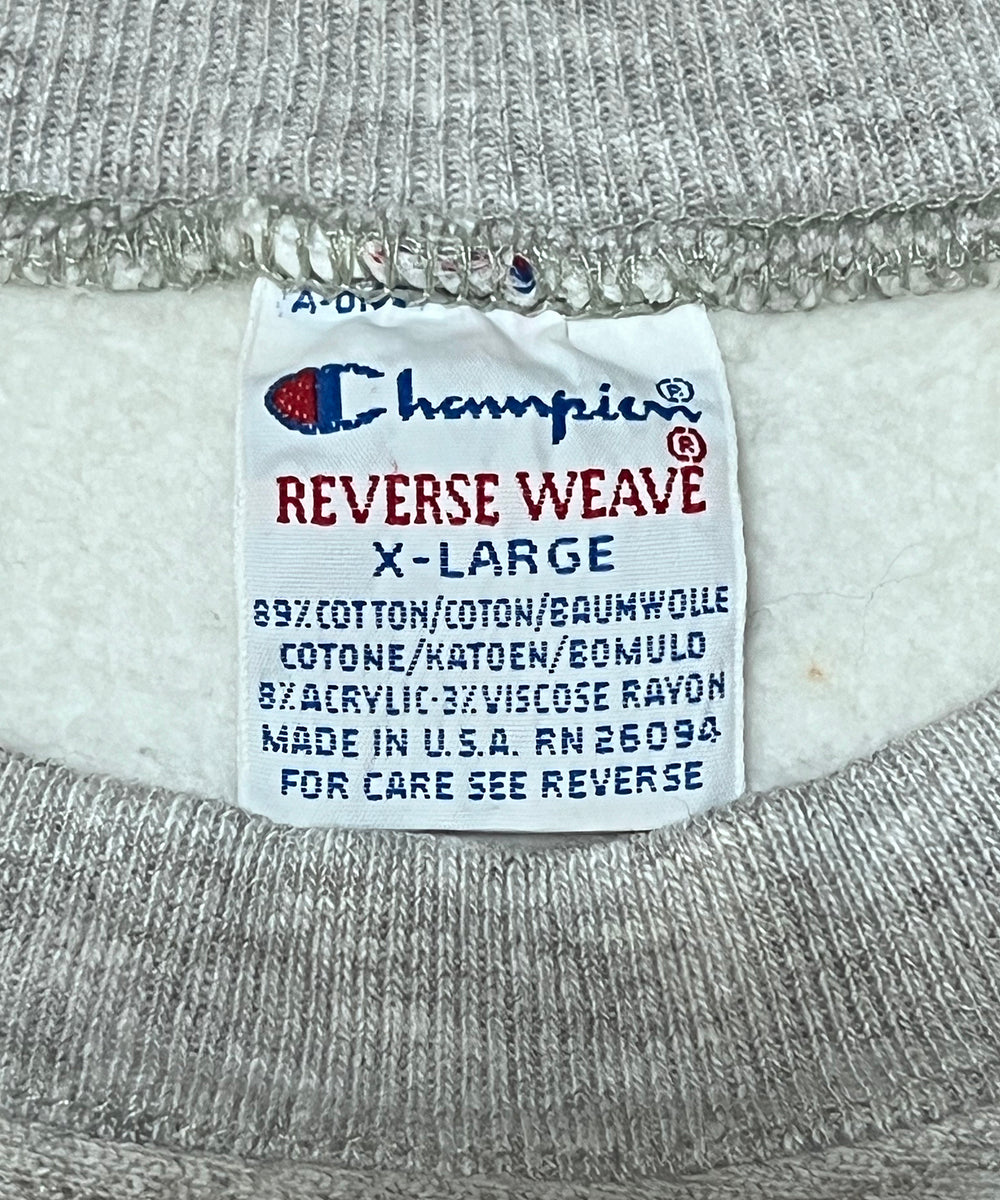 Champion®
REVERSE WEAVE®
X-LARGE
89% COTTON/COTON/BAUMWOLLE
COTONE/KATOEN/BOMULD
8% ACRYLIC-3% VISCOSE RAYON
MADE IN U.S.A. RN 26094
FOR CARE SEE REVERSE